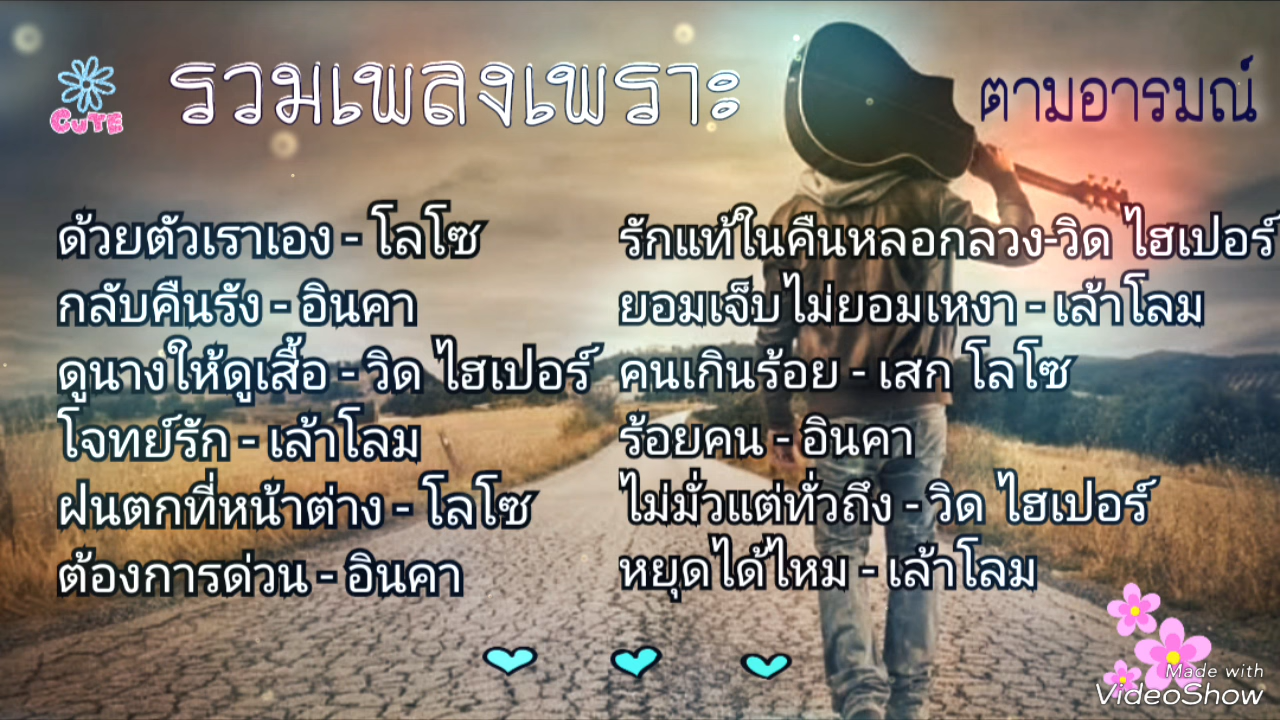 CUTE
รวมเพลงเพราะ
ตามอารมณ์
ด้วยตัวเราเอง - โลโซ
กลับคืนรัง - อินคา
ดูนางให้ดูเสื้อ - วิด ไฮเปอร์
โจทย์รัก - เล้าโลม
ฝนตกที่หน้าต่าง - โลโซ
ต้องการด่วน - อินคา
รักแท้ในคืนหลอกลวง-วิด ไฮเปอร์
ยอมเจ็บไม่ยอมเหงา - เล้าโลม
คนเกินร้อย - เสก โลโซ
ร้อยคน - อินคา
ไม่มั่วแต่ทั่วถึง - วิด ไฮเปอร์
หยุดได้ไหม - เล้าโลม
Made with
VideoShow